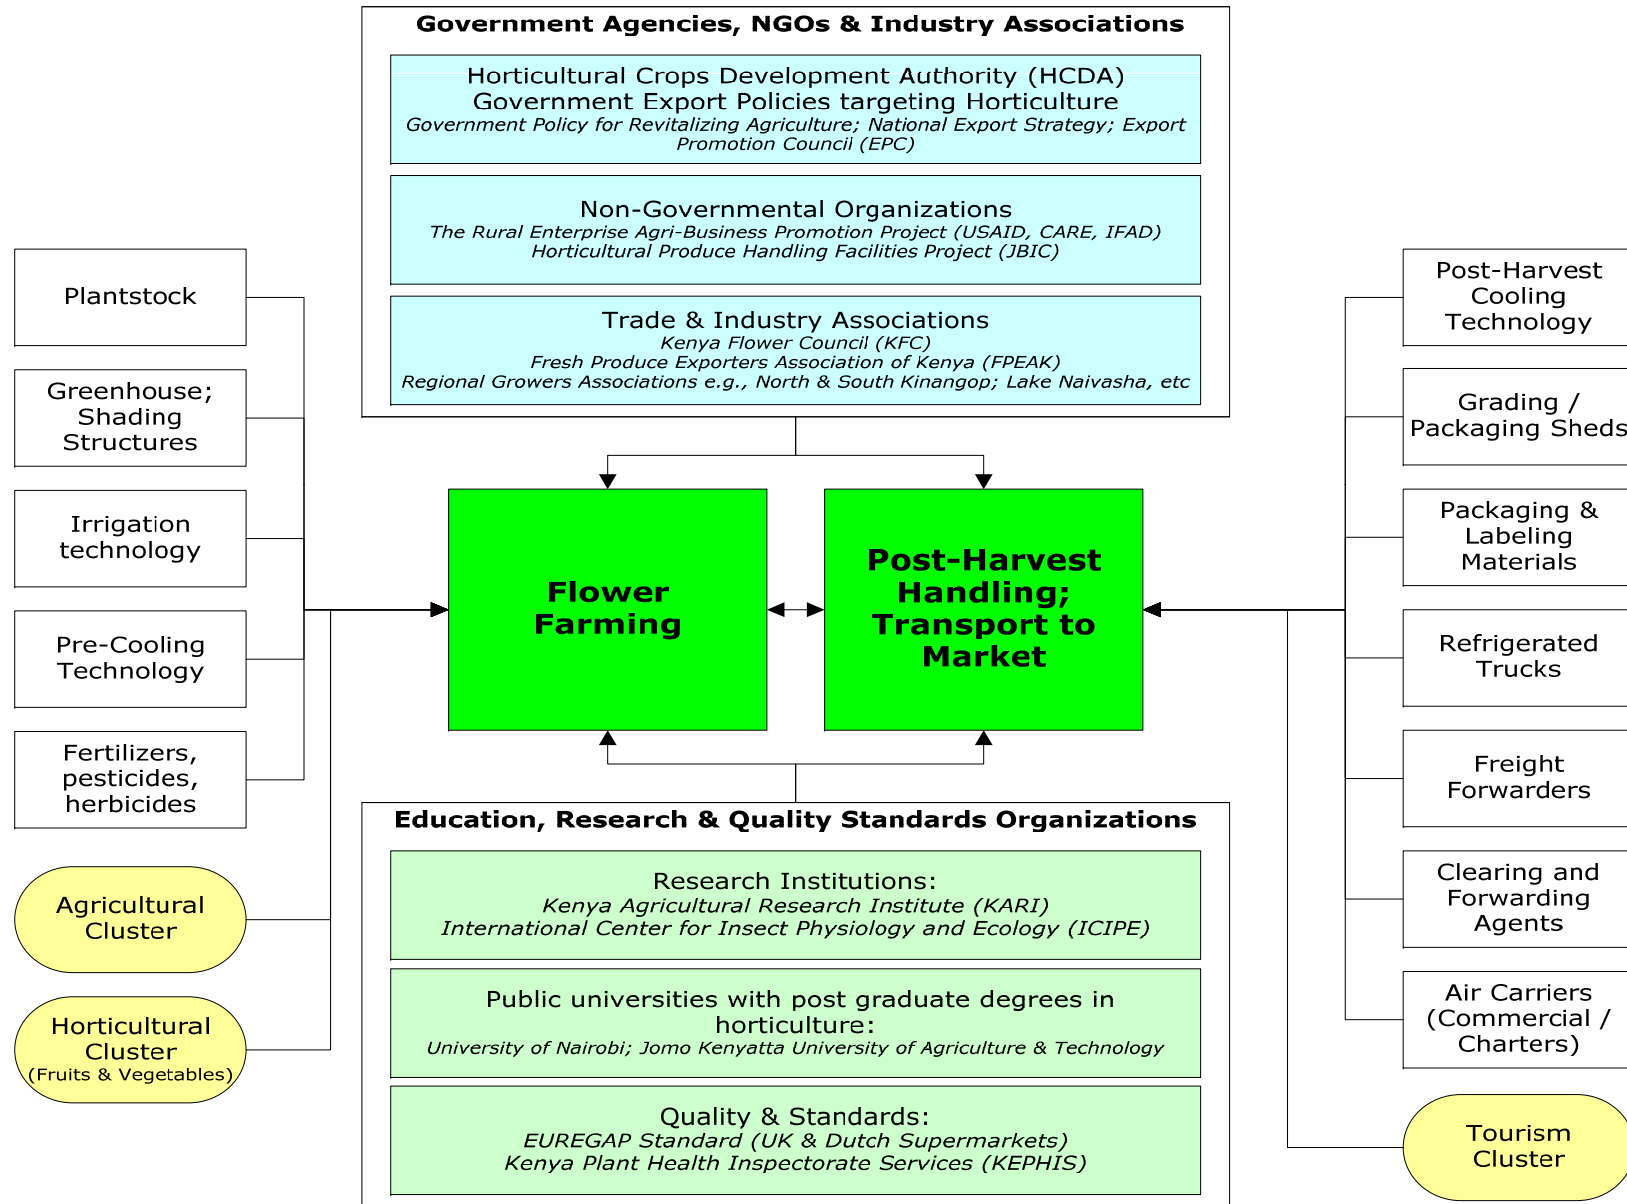 Government Agencies, NGOs & Industry Associations
Horticultural Crops Development Authority (HCDA)
Government Export Policies targeting Horticulture
Government Policy for Revitalizing Agriculture; National Export Strategy; Export
Promotion Council (EPC)
Non-Governmental Organizations
The Rural Enterprise Agri-Business Promotion Project (USAID, CARE, IFAD)
Horticultural Produce Handling Facilities Project (JBIC)
Trade & Industry Associations
Kenya Flower Council (KFC)
Fresh Produce Exporters Association of Kenya (FPEAK)
Regional Growers Associations e.g., North & South Kinangop; Lake Naivasha, etc
Plantstock
Greenhouse;
Shading
Structures
Irrigation
technology
Pre-Cooling
Technology
Fertilizers,
pesticides,
herbicides
Agricultural
Cluster
Horticultural
Cluster
(Fruits & Vegetables)
Flower
Farming
Post-Harvest
Handling;
Transport to
Market
Post-Harvest
Cooling
Technology
Grading /
Packaging Sheds
Packaging &
Labeling
Materials
Refrigerated
Trucks
Freight
Forwarders
Clearing and
Forwarding
Agents
Air Carriers
(Commercial /
Charters)
Tourism
Cluster
Education, Research & Quality Standards Organizations
Research Institutions:
Kenya Agricultural Research Institute (KARI)
International Center for Insect Physiology and Ecology (ICIPE)
Public universities with post graduate degrees in
horticulture:
University of Nairobi; Jomo Kenyatta University of Agriculture & Technology
Quality & Standards:
EUREGAP Standard (UK & Dutch Supermarkets)
Kenya Plant Health Inspectorate Services (KEPHIS)